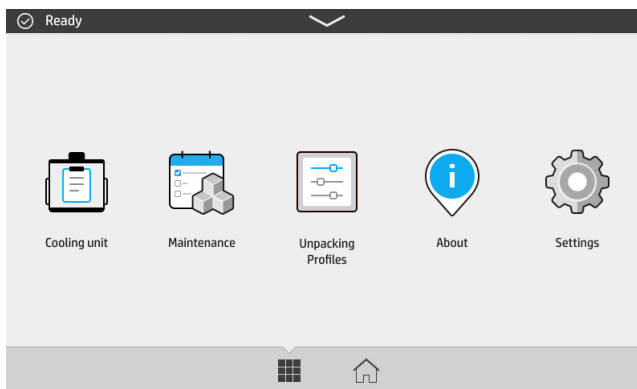 Ready
Cooling unit
Maintenance
Unpacking
Profiles
About
Settings